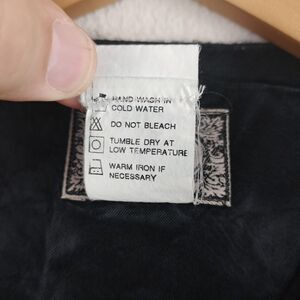 HAND WASH IN
COLD WATER
DO NOT BLEACH
TUMBLE DRY AT
LOW TEMPERATURE
WARM IRON IF
NECESSARY